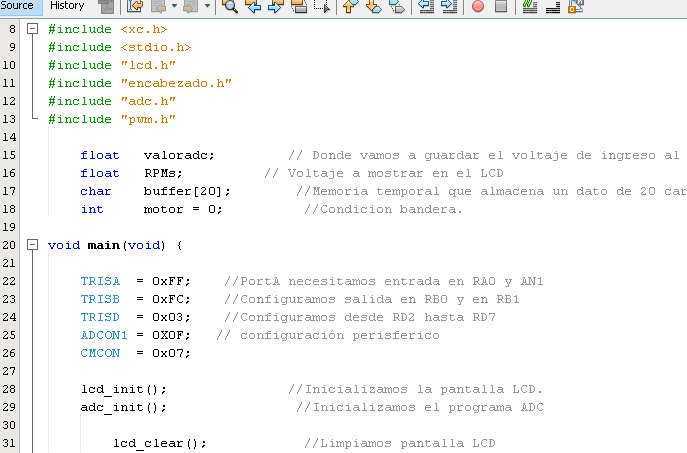 Source History
8 #include <xc.h>
9 #include <stdio.h>
10 #include "lcd.h"
11 #include "encabezado.h"
12 #include "adc.h"
13 #include "pwm.h"
14
15 float valoradc; // Donde vamos a guardar el voltaje de ingreso al
16 float RPMs; // Voltaje a mostrar en el LCD
17 char buffer[20]; //Memoria temporal que almacena un dato de 20 car
18 int motor = 0; //Condicion bandera.
19
20 void main(void) {
21
22 TRISA = 0xFF; //PortA necesitamos entrada en RA0 y AN1
23 TRISB = 0xFC; //Configuramos salida en RB0 y en RB1
24 TRISD = 0x03; //Configuramos desde RD2 hasta RD7
25 ADCON1 = 0X0F; // configuración perisferico
26 CMCON = 0x07;
27
28 lcd_init(); //Inicializamos la pantalla LCD.
29 adc_init(); //Inicializamos el programa ADC
30
31 lcd_clear(); //Limpiamos pantalla LCD